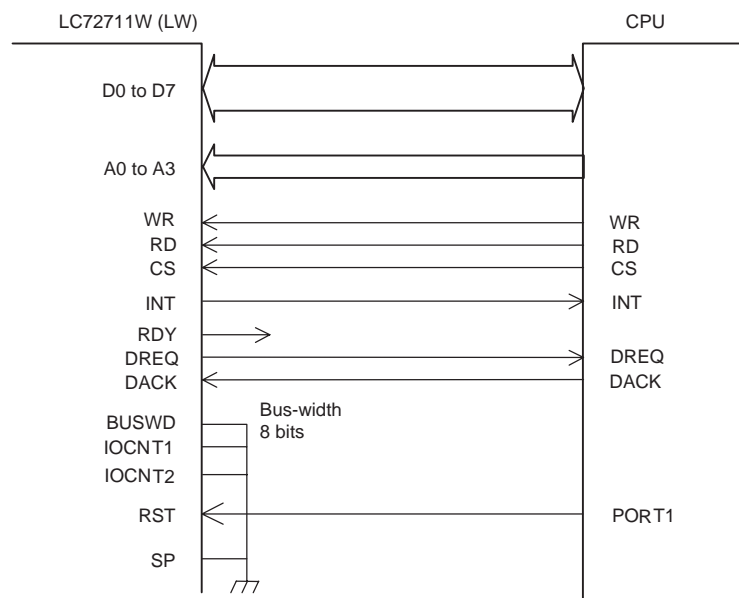 LC72711W (LW) CPU
D0 to D7
A0 to A3
WR WR
RD RD
CS CS
INT INT
RDY
DREQ DREQ
DACK DACK
BUSWD Bus-width
8 bits
IOCNT1
IOCNT2
RST PORT1
SP